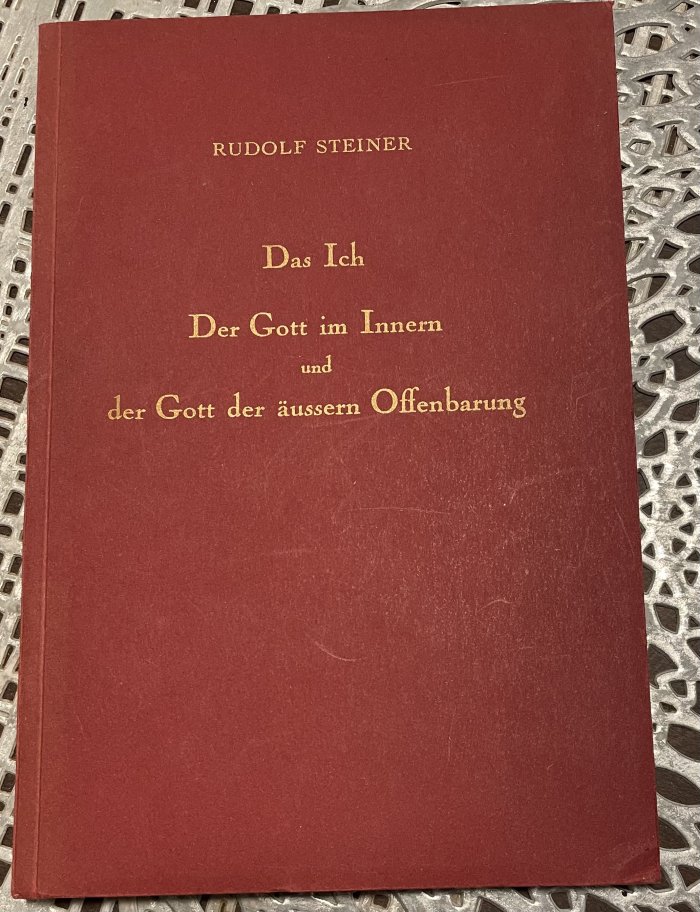 RUDOLF STEINER
Das Ich
Der Gott im Innern
und
der Gott der äussern Offenbarung